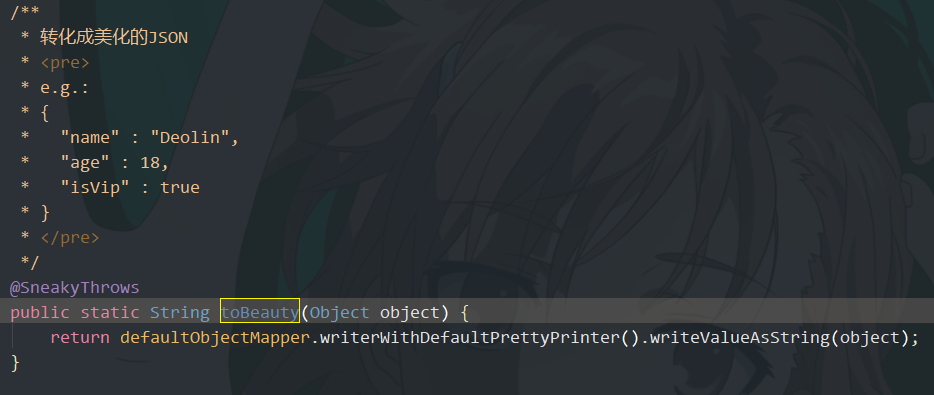 /**
 * 转化成美化的JSON
 * <pre>
 * e.g.:
 * {
 *   "name" : "Deolin",
 *   "age" : 18,
 *   "isVip" : true
 * }
 * </pre>
 */
@SneakyThrows
public static String toBeauty(Object object) {
    return defaultObjectMapper.writerWithDefaultPrettyPrinter().writeValueAsString(object);
}